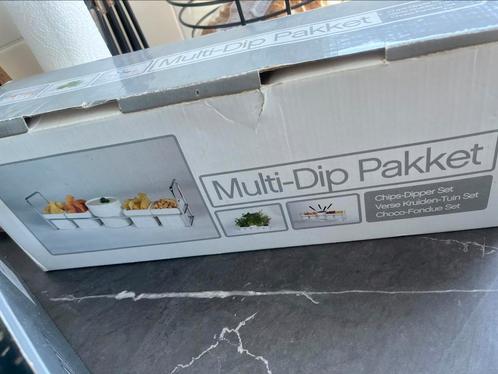 Multi-Dip Pakket
Multi-Dip Pakket
Chips-Dipper Set
Verse Kruiden-Tuin Set
Choco-Fondue Set